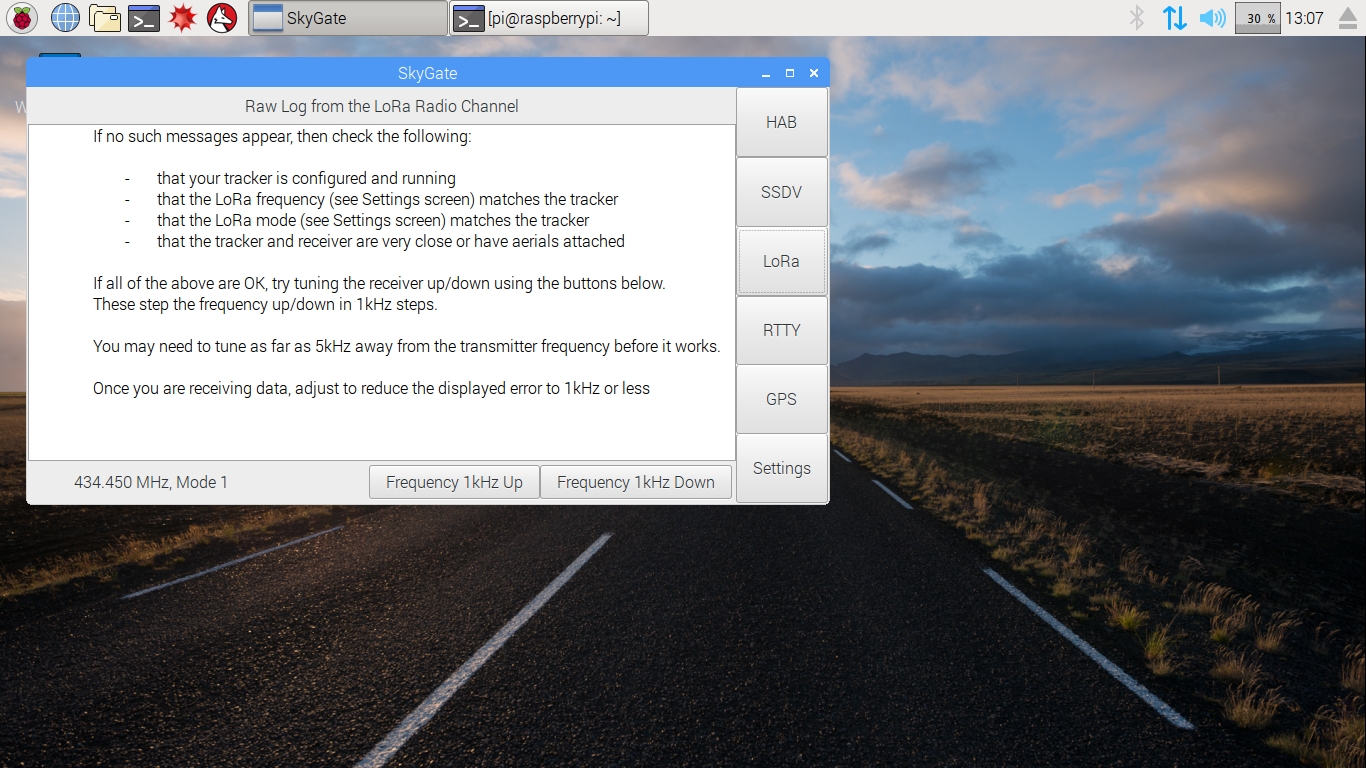 SkyGate
[pi@raspberrypi: ~]
30 %
13:07
W
SkyGate
Raw Log from the LoRa Radio Channel
If no such messages appear, then check the following:
- that your tracker is configured and running
- that the LoRa frequency (see Settings screen) matches the tracker
- that the LoRa mode (see Settings screen) matches the tracker
- that the tracker and receiver are very close or have aerials attached
If all of the above are OK, try tuning the receiver up/down using the buttons below.
These step the frequency up/down in 1kHz steps.
You may need to tune as far as 5kHz away from the transmitter frequency before it works.
Once you are receiving data, adjust to reduce the displayed error to 1kHz or less
434.450 MHz, Mode 1
Frequency 1kHz Up
Frequency 1kHz Down
HAB
SSDV
LoRa
RTTY
GPS
Settings